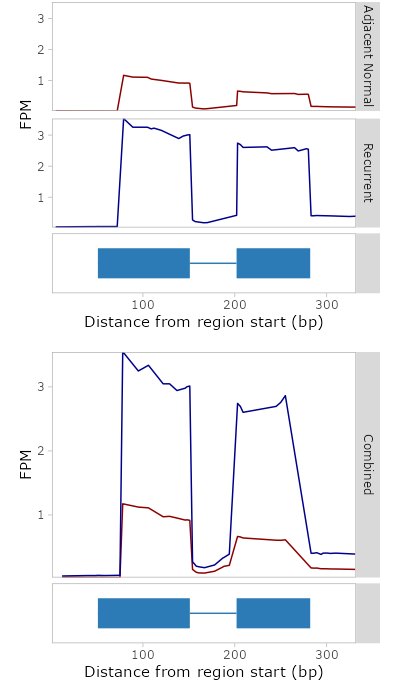 3
2
1
Adjacent Normal
FPM
3
2
1
Recurrent
100
200
300
Distance from region start (bp)
3
2
1
FPM
Combined
100
200
300
Distance from region start (bp)